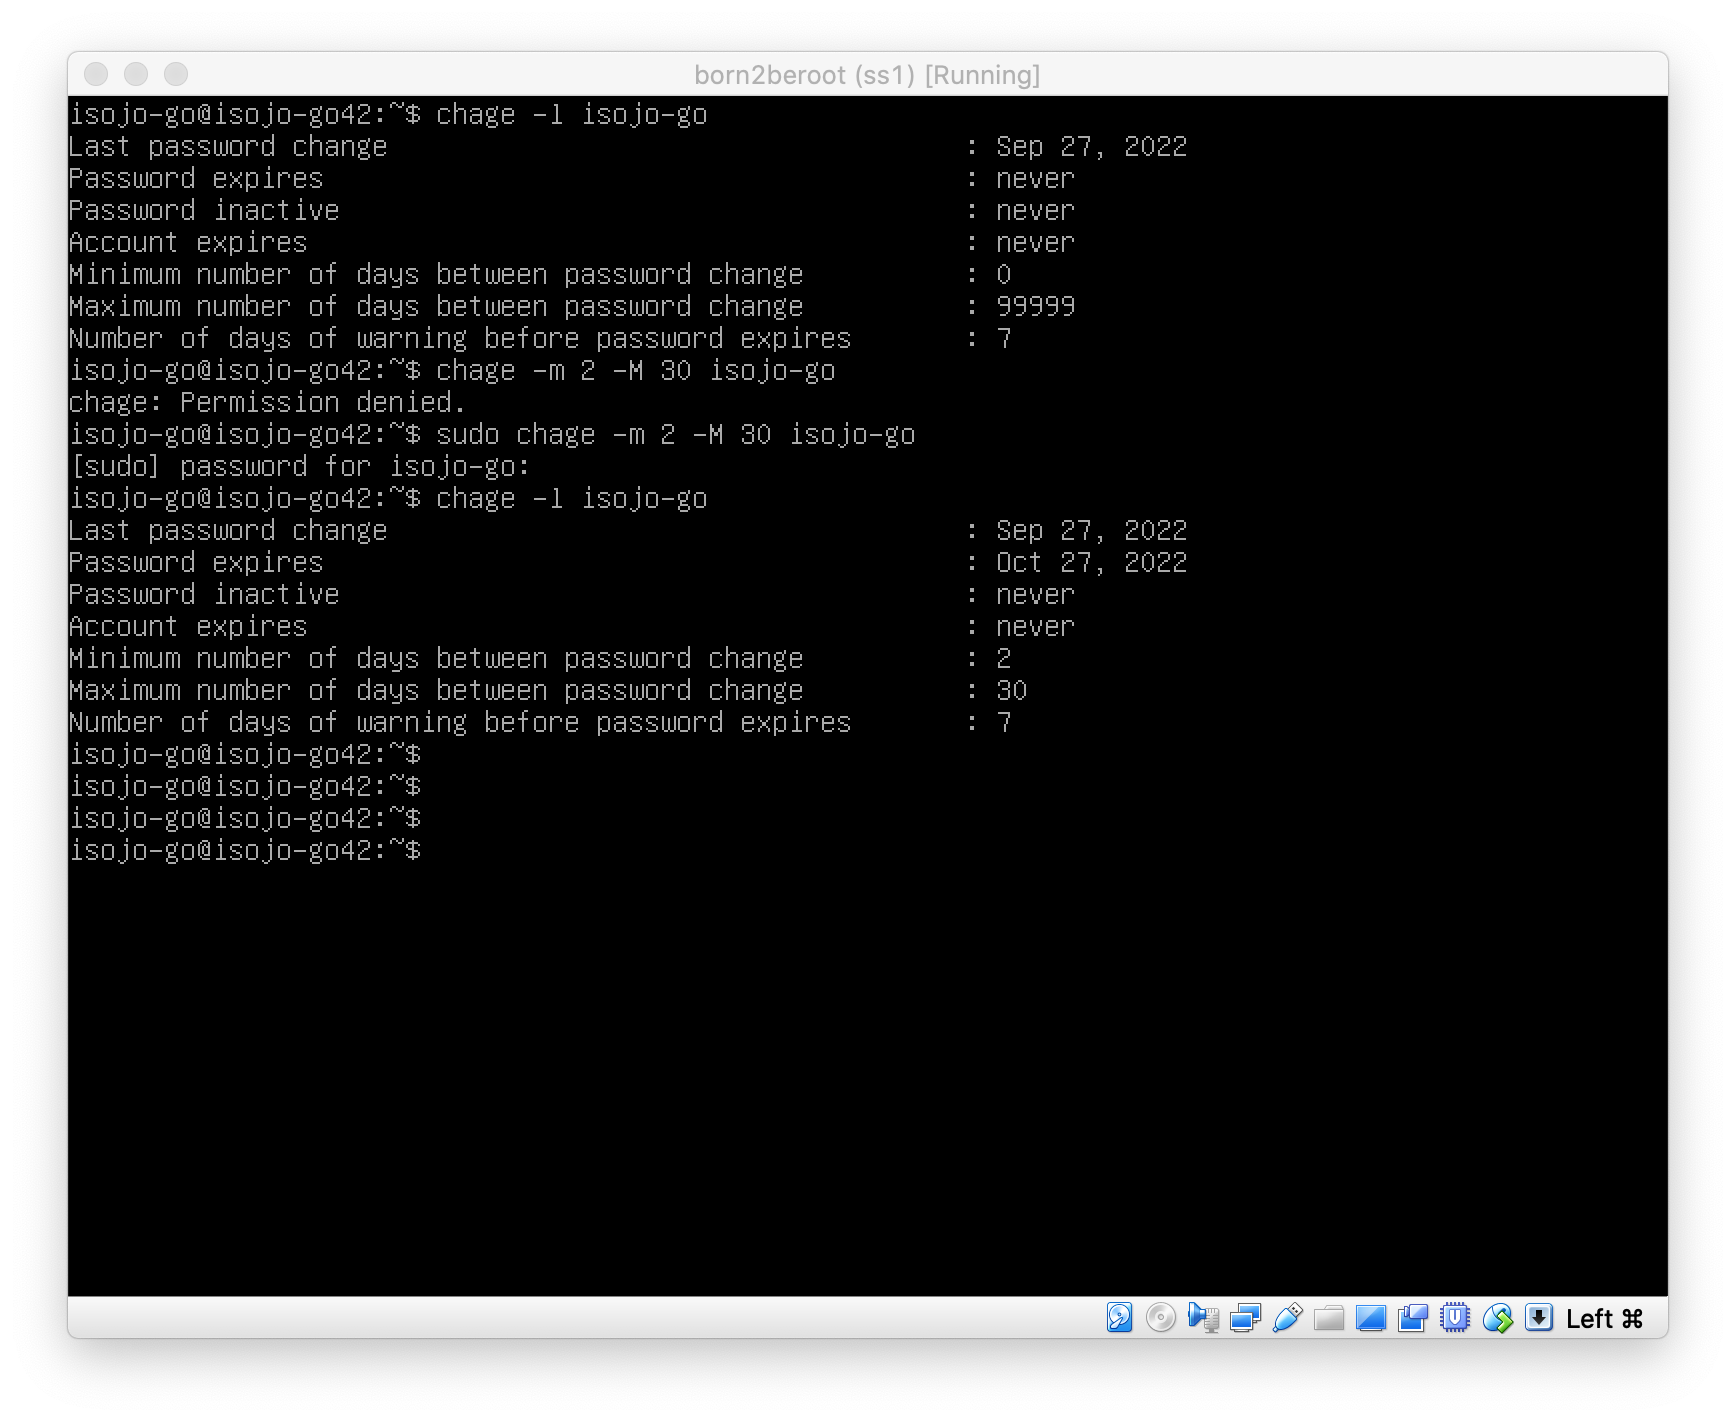 born2beroot (ss1) [Running]
isojo-go@isojo-go42:~$ chage -l isojo-go
Last password change : Sep 27, 2022
Password expires : never
Password inactive : never
Account expires : never
Minimum number of days between password change : 0
Maximum number of days between password change : 99999
Number of days of warning before password expires : 7
isojo-go@isojo-go42:~$ chage -m 2 -M 30 isojo-go
chage: Permission denied.
isojo-go@isojo-go42:~$ sudo chage -m 2 -M 30 isojo-go
[sudo] password for isojo-go:
isojo-go@isojo-go42:~$ chage -l isojo-go
Last password change : Sep 27, 2022
Password expires : Oct 27, 2022
Password inactive : never
Account expires : never
Minimum number of days between password change : 2
Maximum number of days between password change : 30
Number of days of warning before password expires : 7
isojo-go@isojo-go42:~$
isojo-go@isojo-go42:~$
isojo-go@isojo-go42:~$
isojo-go@isojo-go42:~$
Left ⌘